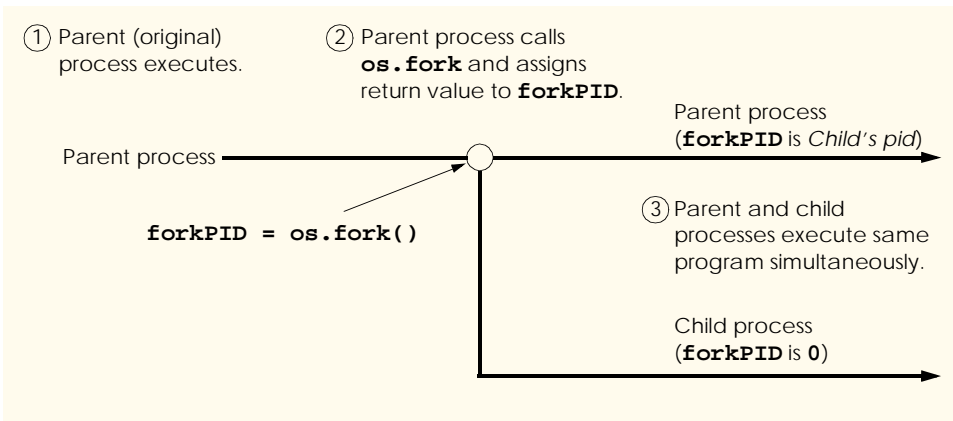 1 Parent (original)
process executes.
2 Parent process calls
os.fork and assigns
return value to forkPID.
Parent process
(forkPID is Child's pid)
Parent process
forkPID = os.fork()
3 Parent and child
processes execute same
program simultaneously.
Child process
(forkPID is 0)